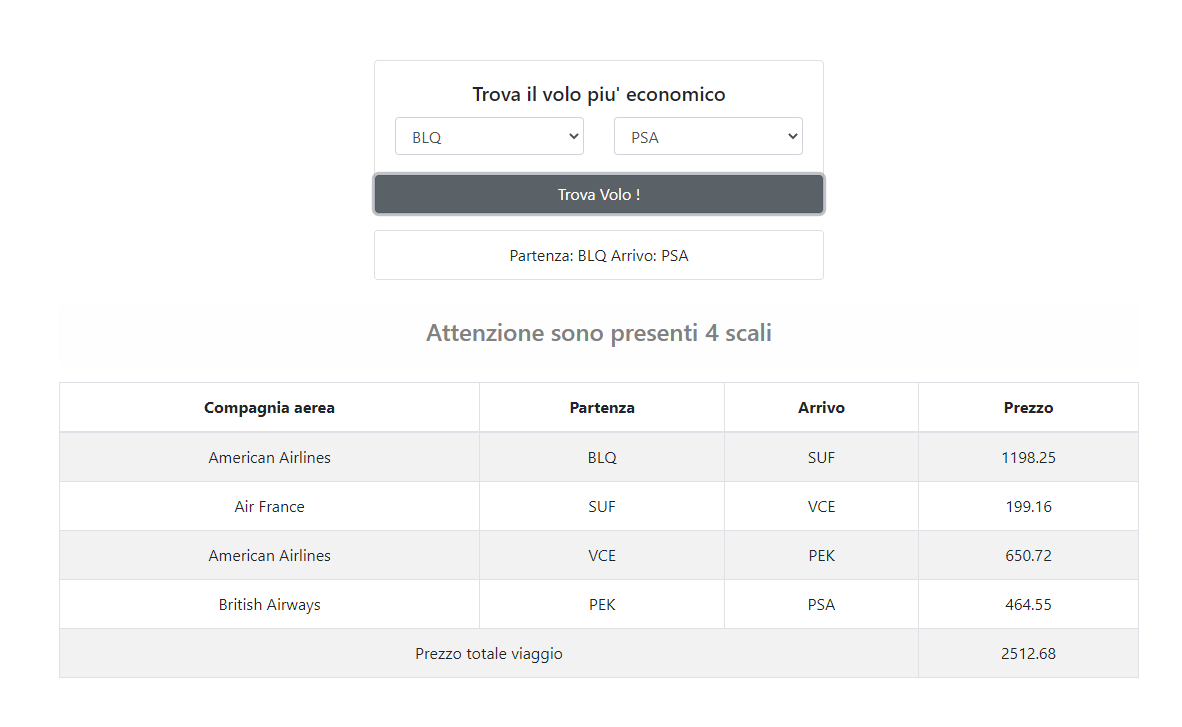 Trova il volo piu' economico
BLQ PSA
Trova Volo !
Partenza: BLQ Arrivo: PSA
Attenzione sono presenti 4 scali
Compagnia aerea Partenza Arrivo Prezzo
American Airlines BLQ SUF 1198.25
Air France SUF VCE 199.16
American Airlines VCE PEK 650.72
British Airways PEK PSA 464.55
Prezzo totale viaggio 2512.68